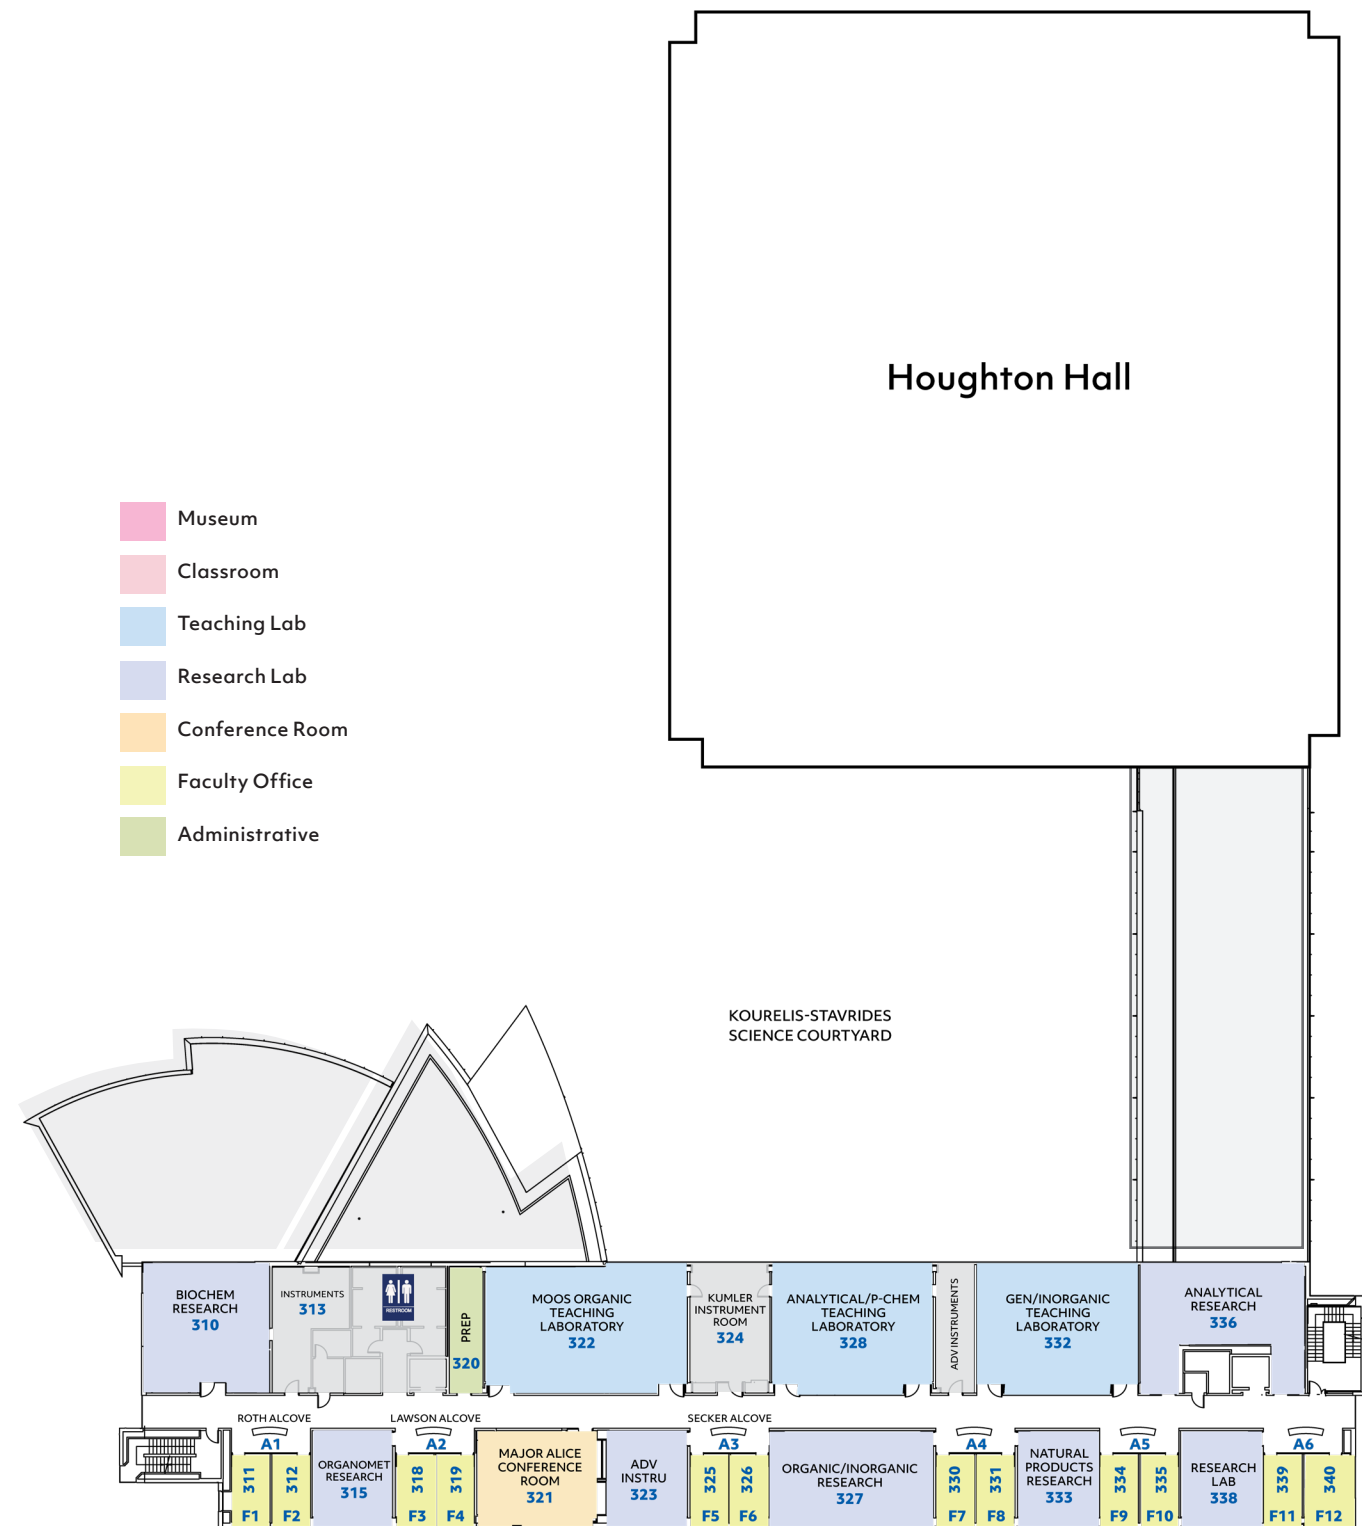 Houghton Hall
Museum
Classroom
Teaching Lab
Research Lab
Conference Room
Faculty Office
Administrative
KOURELIS-STAVRIDES
SCIENCE COURTYARD
BIOCHEM
RESEARCH
310
INSTRUMENTS
313
RESTROOM
PREP
320
MOOS ORGANIC
TEACHING
LABORATORY
322
KUMLER
INSTRUMENT
ROOM
324
ANALYTICAL/P-CHEM
TEACHING
LABORATORY
328
ADV INSTRUMENTS
GEN/INORGANIC
TEACHING
LABORATORY
332
ANALYTICAL
RESEARCH
336
ROTH ALCOVE
A1
LAWSON ALCOVE
A2
SECKER ALCOVE
A3
A4
A5
A6
311
F1
312
F2
ORGANOMET
RESEARCH
315
318
F3
319
F4
MAJOR ALICE
CONFERENCE
ROOM
321
ADV
INSTRU
323
325
F5
326
F6
ORGANIC/INORGANIC
RESEARCH
327
330
F7
331
F8
NATURAL
PRODUCTS
RESEARCH
333
334
F9
335
F10
RESEARCH
LAB
338
339
F11
340
F12